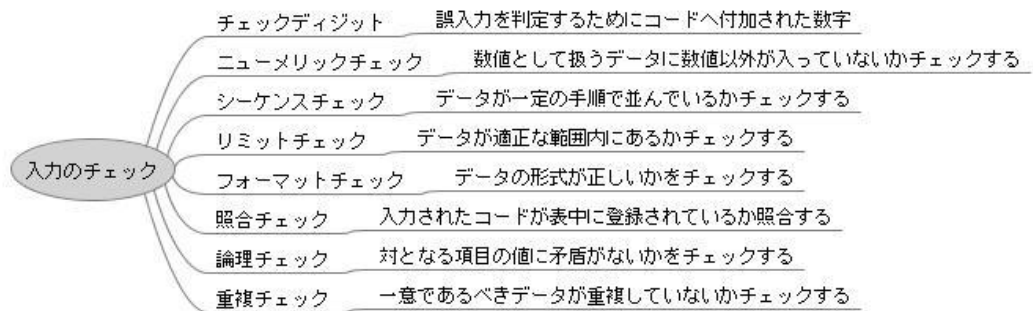 チェックディジット 誤入力を判定するためにコードへ付加された数字
ニューメリックチェック 数値として扱うデータに数値以外が入っていないかチェックする
シーケンスチェック データが一定の手順で並んでいるかチェックする
リミットチェック データが適正な範囲内にあるかチェックする
入力のチェック
フォーマットチェック データの形式が正しいかをチェックする
照合チェック 入力されたコードが表中に登録されているか照合する
論理チェック 対となる項目の値に矛盾がないかをチェックする
重複チェック 一意であるべきデータが重複していないかチェックする